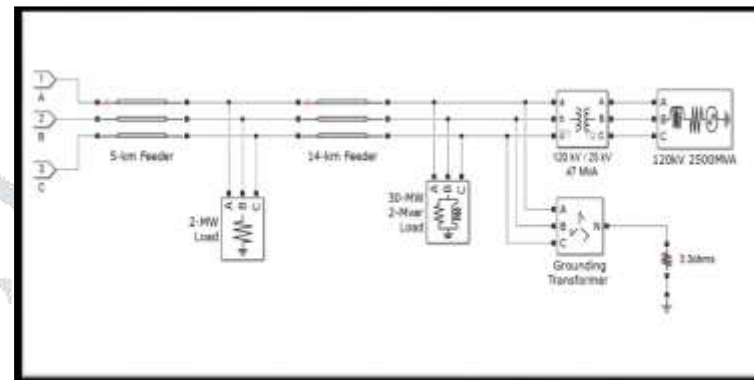 1
A
2
B
3
C
5-km Feeder
14-km Feeder
A B C
2-MW
Load
A B C
30-MW
2-Mvar
Load
A A
B B
C
120 kV / 25 kV
47 MVA
A
B
C
120kV 2500MVA
A
B N
C
Grounding
Transformer
3.3ohms